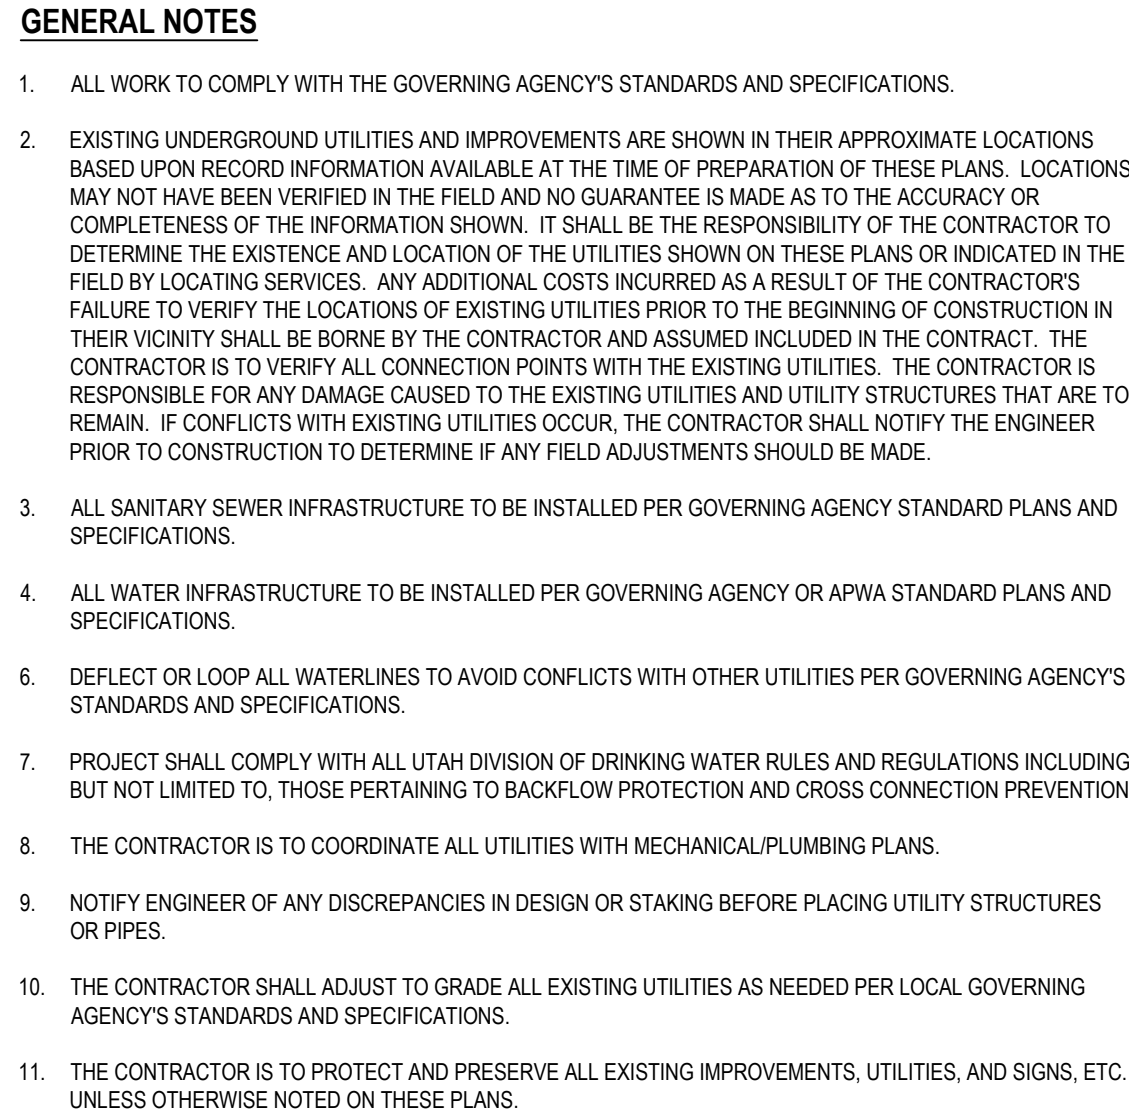 GENERAL NOTES
1. ALL WORK TO COMPLY WITH THE GOVERNING AGENCY'S STANDARDS AND SPECIFICATIONS.
2. EXISTING UNDERGROUND UTILITIES AND IMPROVEMENTS ARE SHOWN IN THEIR APPROXIMATE LOCATIONS
BASED UPON RECORD INFORMATION AVAILABLE AT THE TIME OF PREPARATION OF THESE PLANS. LOCATIONS
MAY NOT HAVE BEEN VERIFIED IN THE FIELD AND NO GUARANTEE IS MADE AS TO THE ACCURACY OR
COMPLETENESS OF THE INFORMATION SHOWN. IT SHALL BE THE RESPONSIBILITY OF THE CONTRACTOR TO
DETERMINE THE EXISTENCE AND LOCATION OF THE UTILITIES SHOWN ON THESE PLANS OR INDICATED IN THE
FIELD BY LOCATING SERVICES. ANY ADDITIONAL COSTS INCURRED AS A RESULT OF THE CONTRACTOR'S
FAILURE TO VERIFY THE LOCATIONS OF EXISTING UTILITIES PRIOR TO THE BEGINNING OF CONSTRUCTION IN
THEIR VICINITY SHALL BE BORNE BY THE CONTRACTOR AND ASSUMED INCLUDED IN THE CONTRACT. THE
CONTRACTOR IS TO VERIFY ALL CONNECTION POINTS WITH THE EXISTING UTILITIES. THE CONTRACTOR IS
RESPONSIBLE FOR ANY DAMAGE CAUSED TO THE EXISTING UTILITIES AND UTILITY STRUCTURES THAT ARE TO
REMAIN. IF CONFLICTS WITH EXISTING UTILITIES OCCUR, THE CONTRACTOR SHALL NOTIFY THE ENGINEER
PRIOR TO CONSTRUCTION TO DETERMINE IF ANY FIELD ADJUSTMENTS SHOULD BE MADE.
3. ALL SANITARY SEWER INFRASTRUCTURE TO BE INSTALLED PER GOVERNING AGENCY STANDARD PLANS AND
SPECIFICATIONS.
4. ALL WATER INFRASTRUCTURE TO BE INSTALLED PER GOVERNING AGENCY OR APWA STANDARD PLANS AND
SPECIFICATIONS.
6. DEFLECT OR LOOP ALL WATERLINES TO AVOID CONFLICTS WITH OTHER UTILITIES PER GOVERNING AGENCY'S
STANDARDS AND SPECIFICATIONS.
7. PROJECT SHALL COMPLY WITH ALL UTAH DIVISION OF DRINKING WATER RULES AND REGULATIONS INCLUDING
BUT NOT LIMITED TO, THOSE PERTAINING TO BACKFLOW PROTECTION AND CROSS CONNECTION PREVENTION
8. THE CONTRACTOR IS TO COORDINATE ALL UTILITIES WITH MECHANICAL/PLUMBING PLANS.
9. NOTIFY ENGINEER OF ANY DISCREPANCIES IN DESIGN OR STAKING BEFORE PLACING UTILITY STRUCTURES
OR PIPES.
10. THE CONTRACTOR SHALL ADJUST TO GRADE ALL EXISTING UTILITIES AS NEEDED PER LOCAL GOVERNING
AGENCY'S STANDARDS AND SPECIFICATIONS.
11. THE CONTRACTOR IS TO PROTECT AND PRESERVE ALL EXISTING IMPROVEMENTS, UTILITIES, AND SIGNS, ETC.
UNLESS OTHERWISE NOTED ON THESE PLANS.